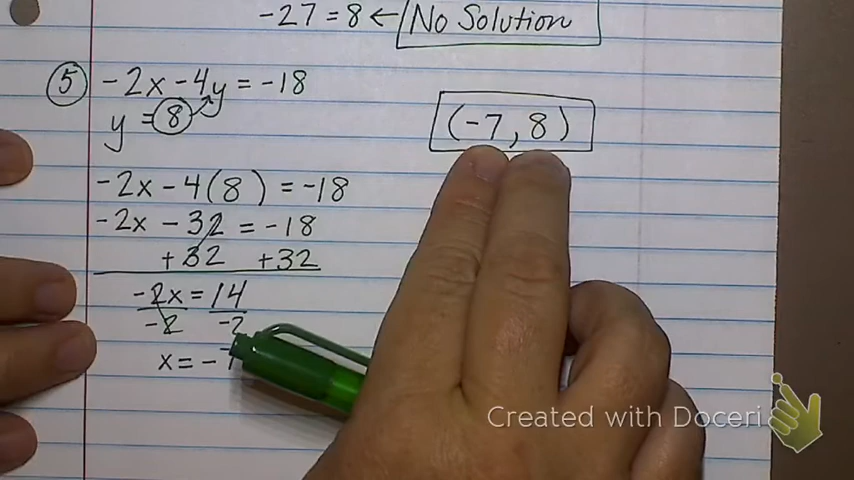 -27 = 8 ← No Solution
5 -2x - 4y = -18
y = 8
(-7, 8)
-2x - 4(8) = -18
-2x - 32 = -18
+32 +32
-2x = 14
-2 -2
x = -7
Created with Doceri